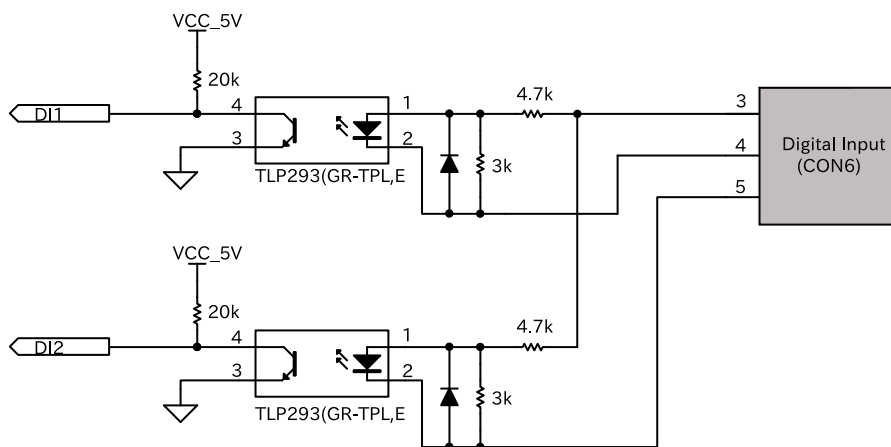 VCC_5V
20k
DI1
4
3
1
2
TLP293(GR-TPL,E
4.7k
3k
3
4
5
Digital Input
(CON6)
VCC_5V
20k
DI2
4
3
1
2
TLP293(GR-TPL,E
4.7k
3k